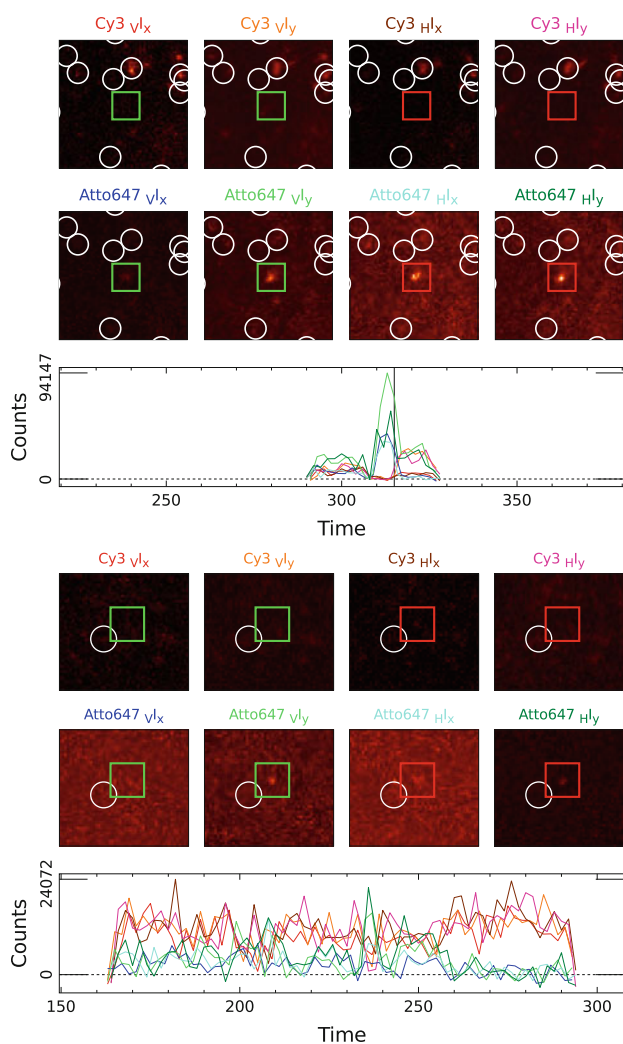 Cy3 VIx Cy3 VIy Cy3 HIx Cy3 HIy
Atto647 VIx Atto647 VIy Atto647 HIx Atto647 HIy
94147
0
Counts
250 300 350
Time
Cy3 VIx Cy3 VIy Cy3 HIx Cy3 HIy
Atto647 VIx Atto647 VIy Atto647 HIx Atto647 HIy
24072
0
Counts
150 200 250 300
Time